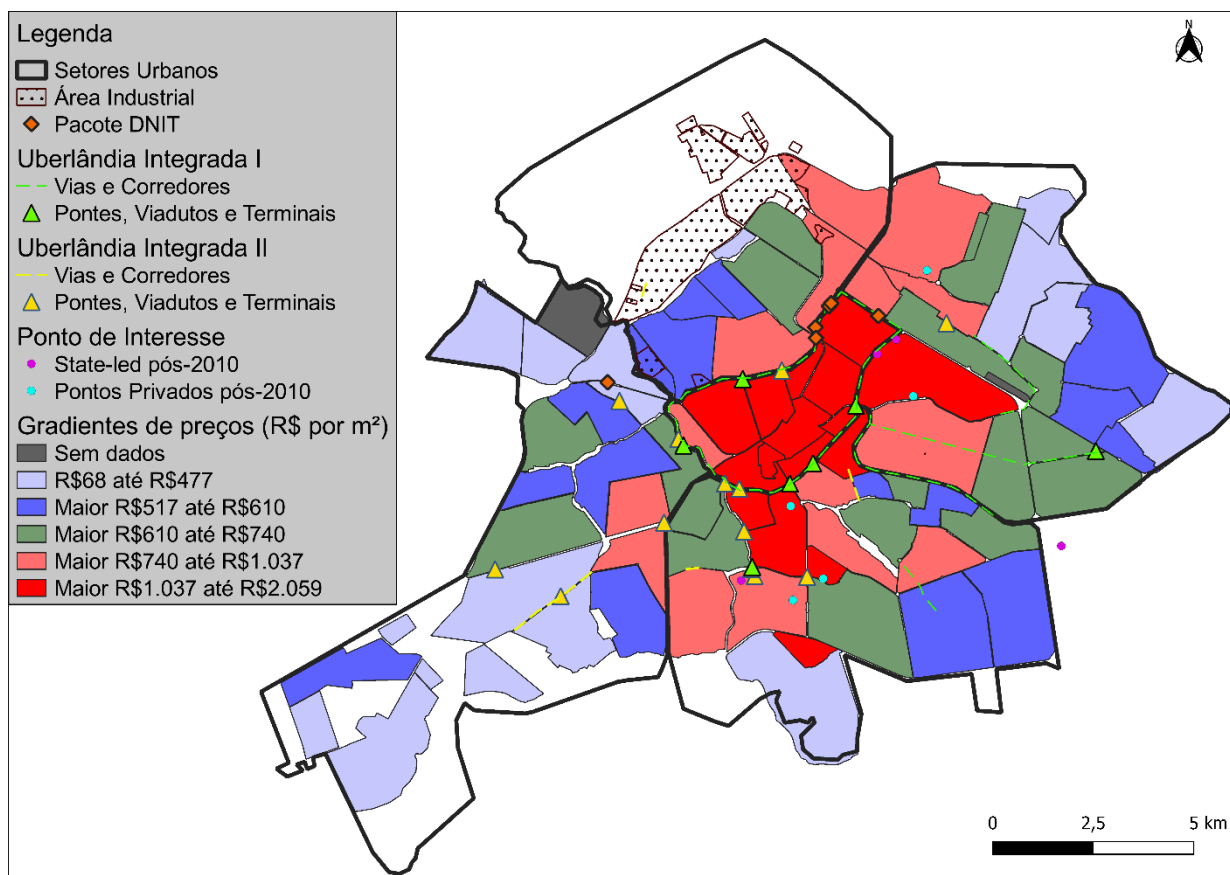 Legenda
Setores Urbanos
Área Industrial
Pacote DNIT
Uberlândia Integrada I
Vias e Corredores
Pontes, Viadutos e Terminais
Uberlândia Integrada II
Vias e Corredores
Pontes, Viadutos e Terminais
Ponto de Interesse
State-led pós-2010
Pontos Privados pós-2010
Gradientes de preços (R$ por m²)
Sem dados
R$68 até R$477
Maior R$517 até R$610
Maior R$610 até R$740
Maior R$740 até R$1.037
Maior R$1.037 até R$2.059
0 2,5 5 km